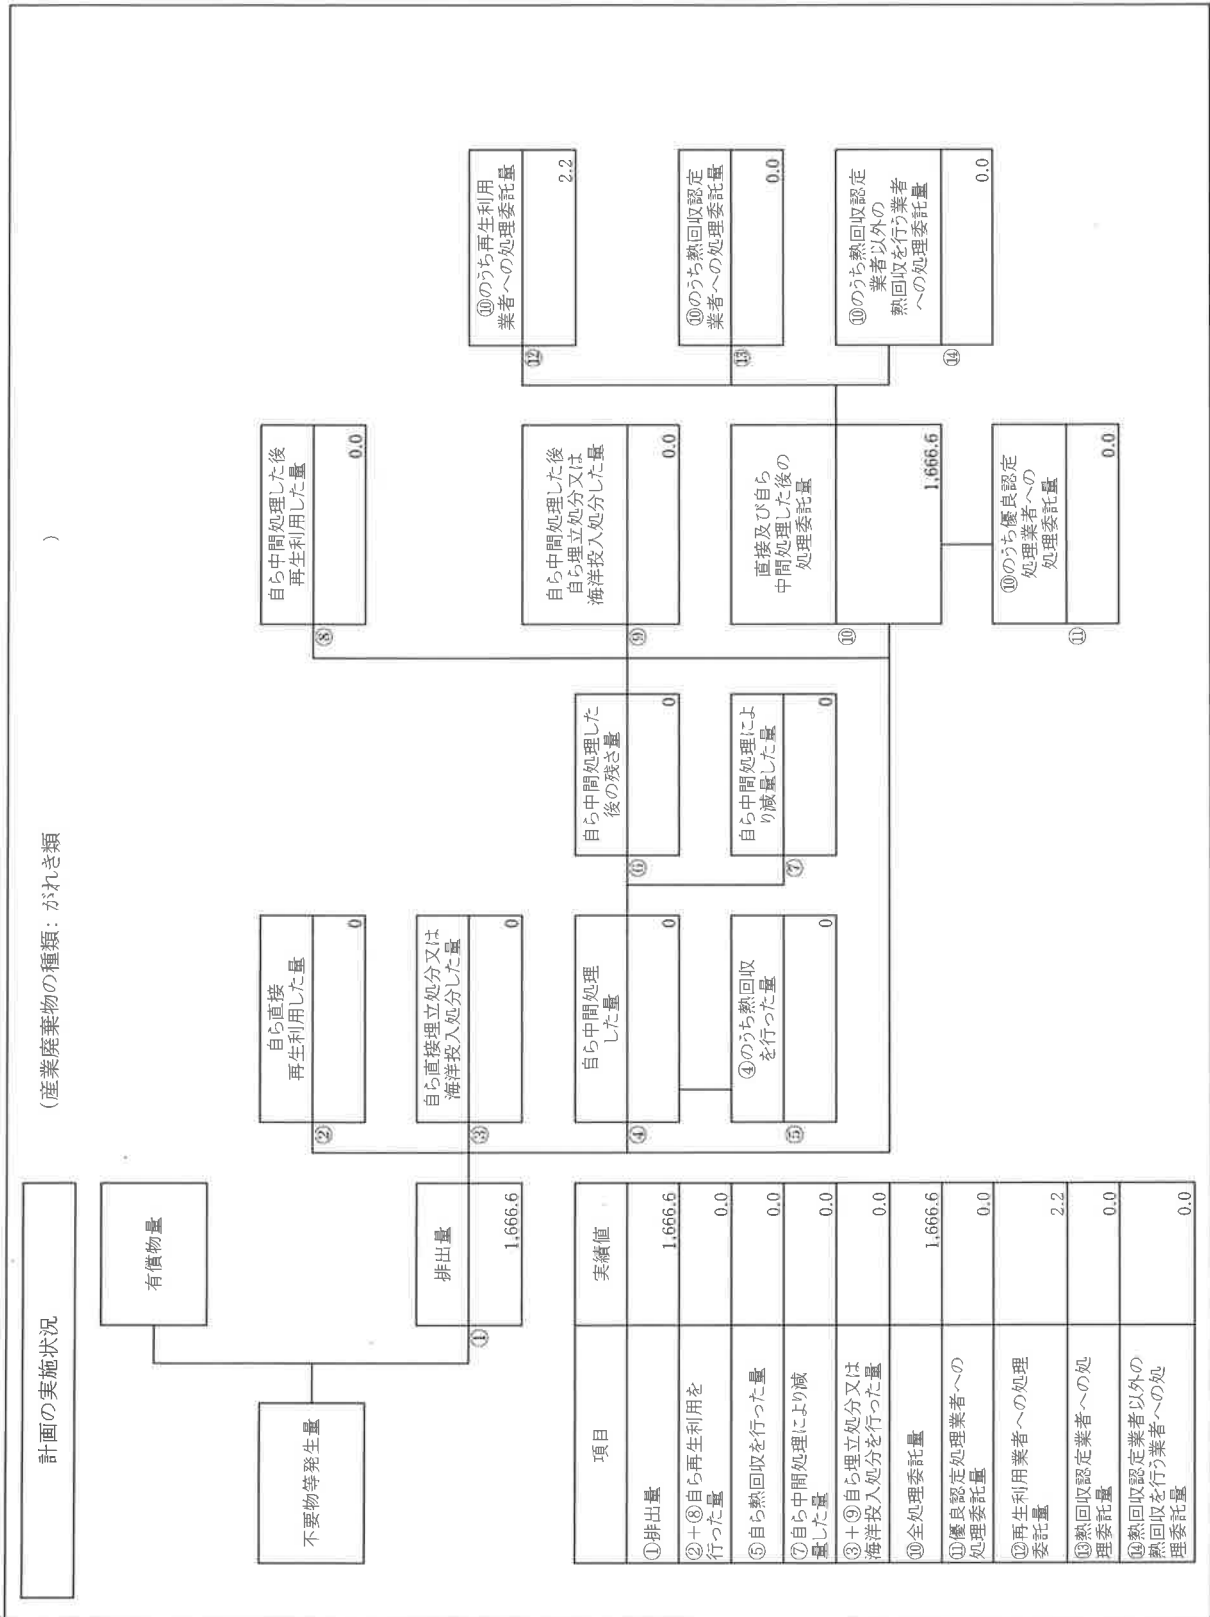 計画の実施状況
(産業廃棄物の種類: がれき類
)
不要物等発生量
有償物量
排出量
①
1,666.6
自ら直接
再生利用した量
②
0
自ら直接埋立処分又は
海洋投入処分した量
③
0
自ら中間処理
した量
④
0
④のうち熱回収
を行った量
⑤
0
自ら中間処理した
後の残さ量
⑥
0
自ら中間処理によ
り減量した量
⑦
0
自ら中間処理した後
再生利用した量
⑧
0.0
自ら中間処理した後
自ら埋立処分又は
海洋投入処分した量
⑨
0.0
直接及び自ら
中間処理した後の
処理委託量
⑩
1,666.6
⑩のうち優良認定
処理業者への
処理委託量
⑪
0.0
⑩のうち再生利用
業者への処理委託量
⑫
2.2
⑩のうち熱回収認定
業者への処理委託量
⑬
0.0
⑩のうち熱回収認定
業者以外の
熱回収を行う業者
への処理委託量
⑭
0.0
項目
実績値
①排出量
1,666.6
②+⑧自ら再生利用を
行った量
0.0
⑤自ら熱回収を行った量
0.0
⑦自ら中間処理により減
量した量
0.0
③+⑨自ら埋立処分又は
海洋投入処分を行った量
0.0
⑩全処理委託量
1,666.6
⑪優良認定処理業者への
処理委託量
0.0
⑫再生利用業者への処理
委託量
2.2
⑬熱回収認定業者への処
理委託量
0.0
⑭熱回収認定業者以外の
熱回収を行う業者への処
理委託量
0.0